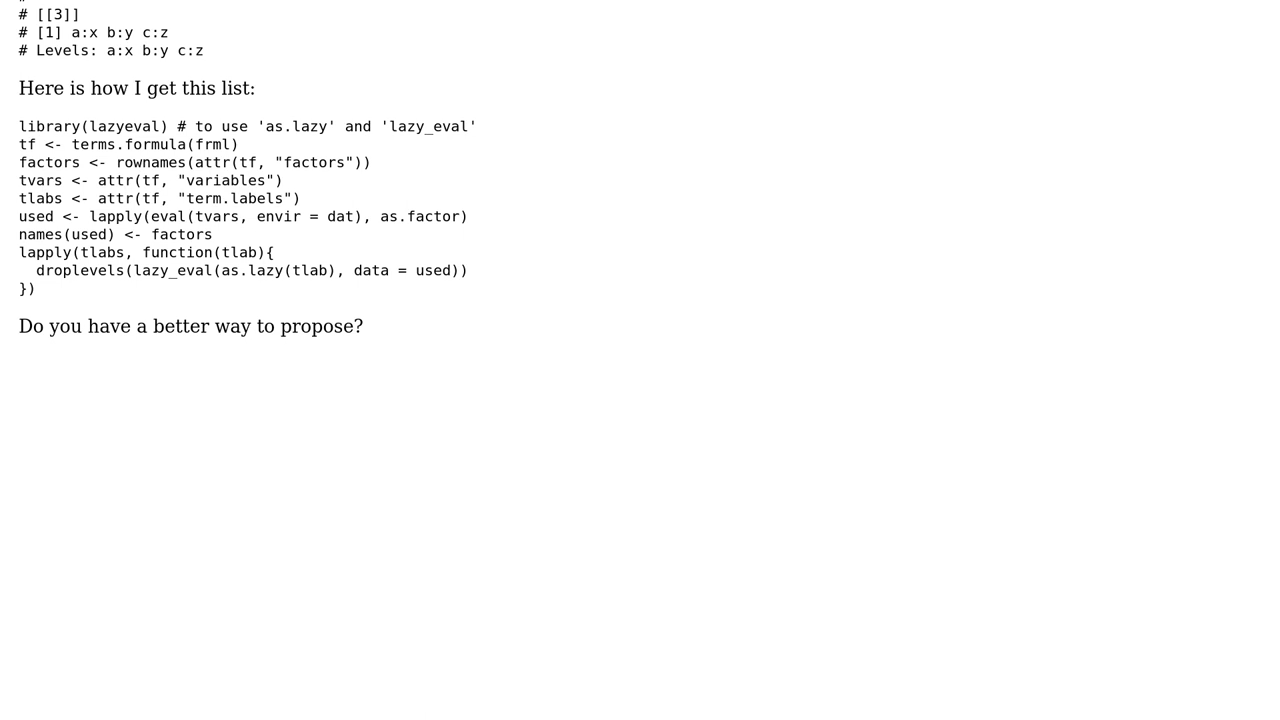 # [[3]]
# [1] a:x b:y c:z
# Levels: a:x b:y c:z
Here is how I get this list:
library(lazyeval) # to use 'as.lazy' and 'lazy_eval'
tf <- terms.formula(frml)
factors <- rownames(attr(tf, "factors"))
tvars <- attr(tf, "variables")
tlabs <- attr(tf, "term.labels")
used <- lapply(eval(tvars, envir = dat), as.factor)
names(used) <- factors
lapply(tlabs, function(tlab){
  droplevels(lazy_eval(as.lazy(tlab), data = used))
})
Do you have a better way to propose?